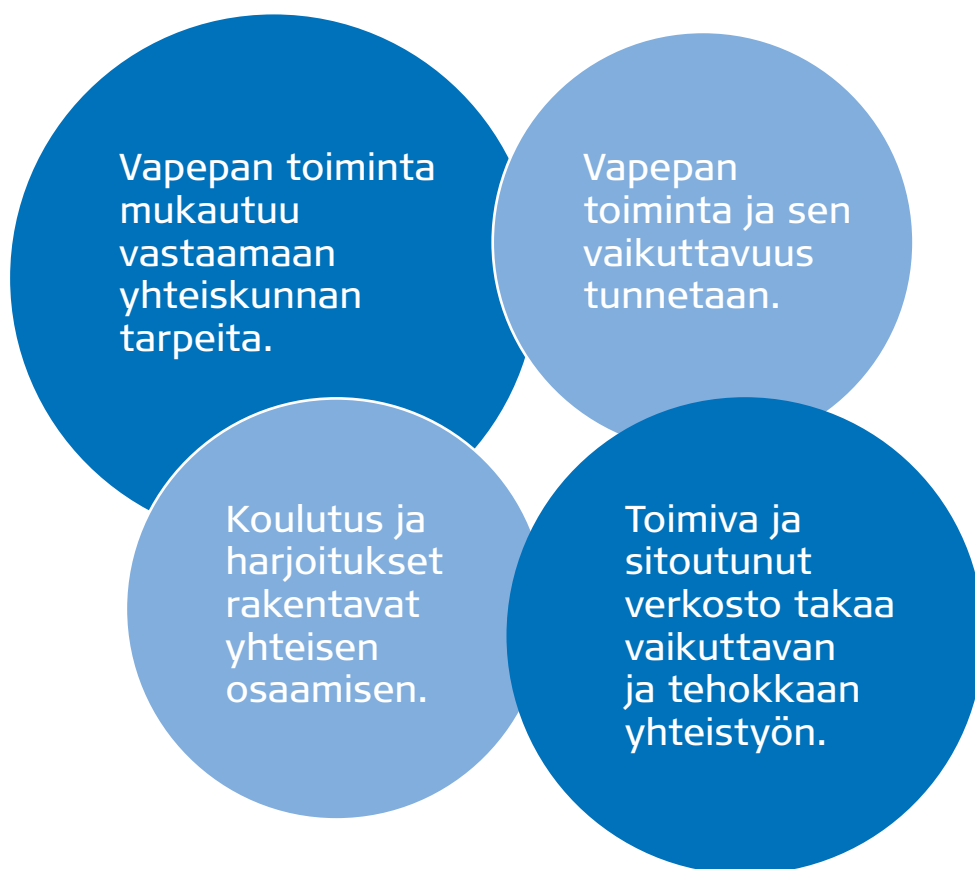 Vapepan toiminta
mukautuu
vastaamaan
yhteiskunnan
tarpeita.
Vapepan
toiminta ja sen
vaikuttavuus
tunnetaan.
Koulutus ja
harjoitukset
rakentavat
yhteisen
osaamisen.
Toimiva ja
sitoutunut
verkosto takaa
vaikuttavan
ja tehokkaan
yhteistyön.